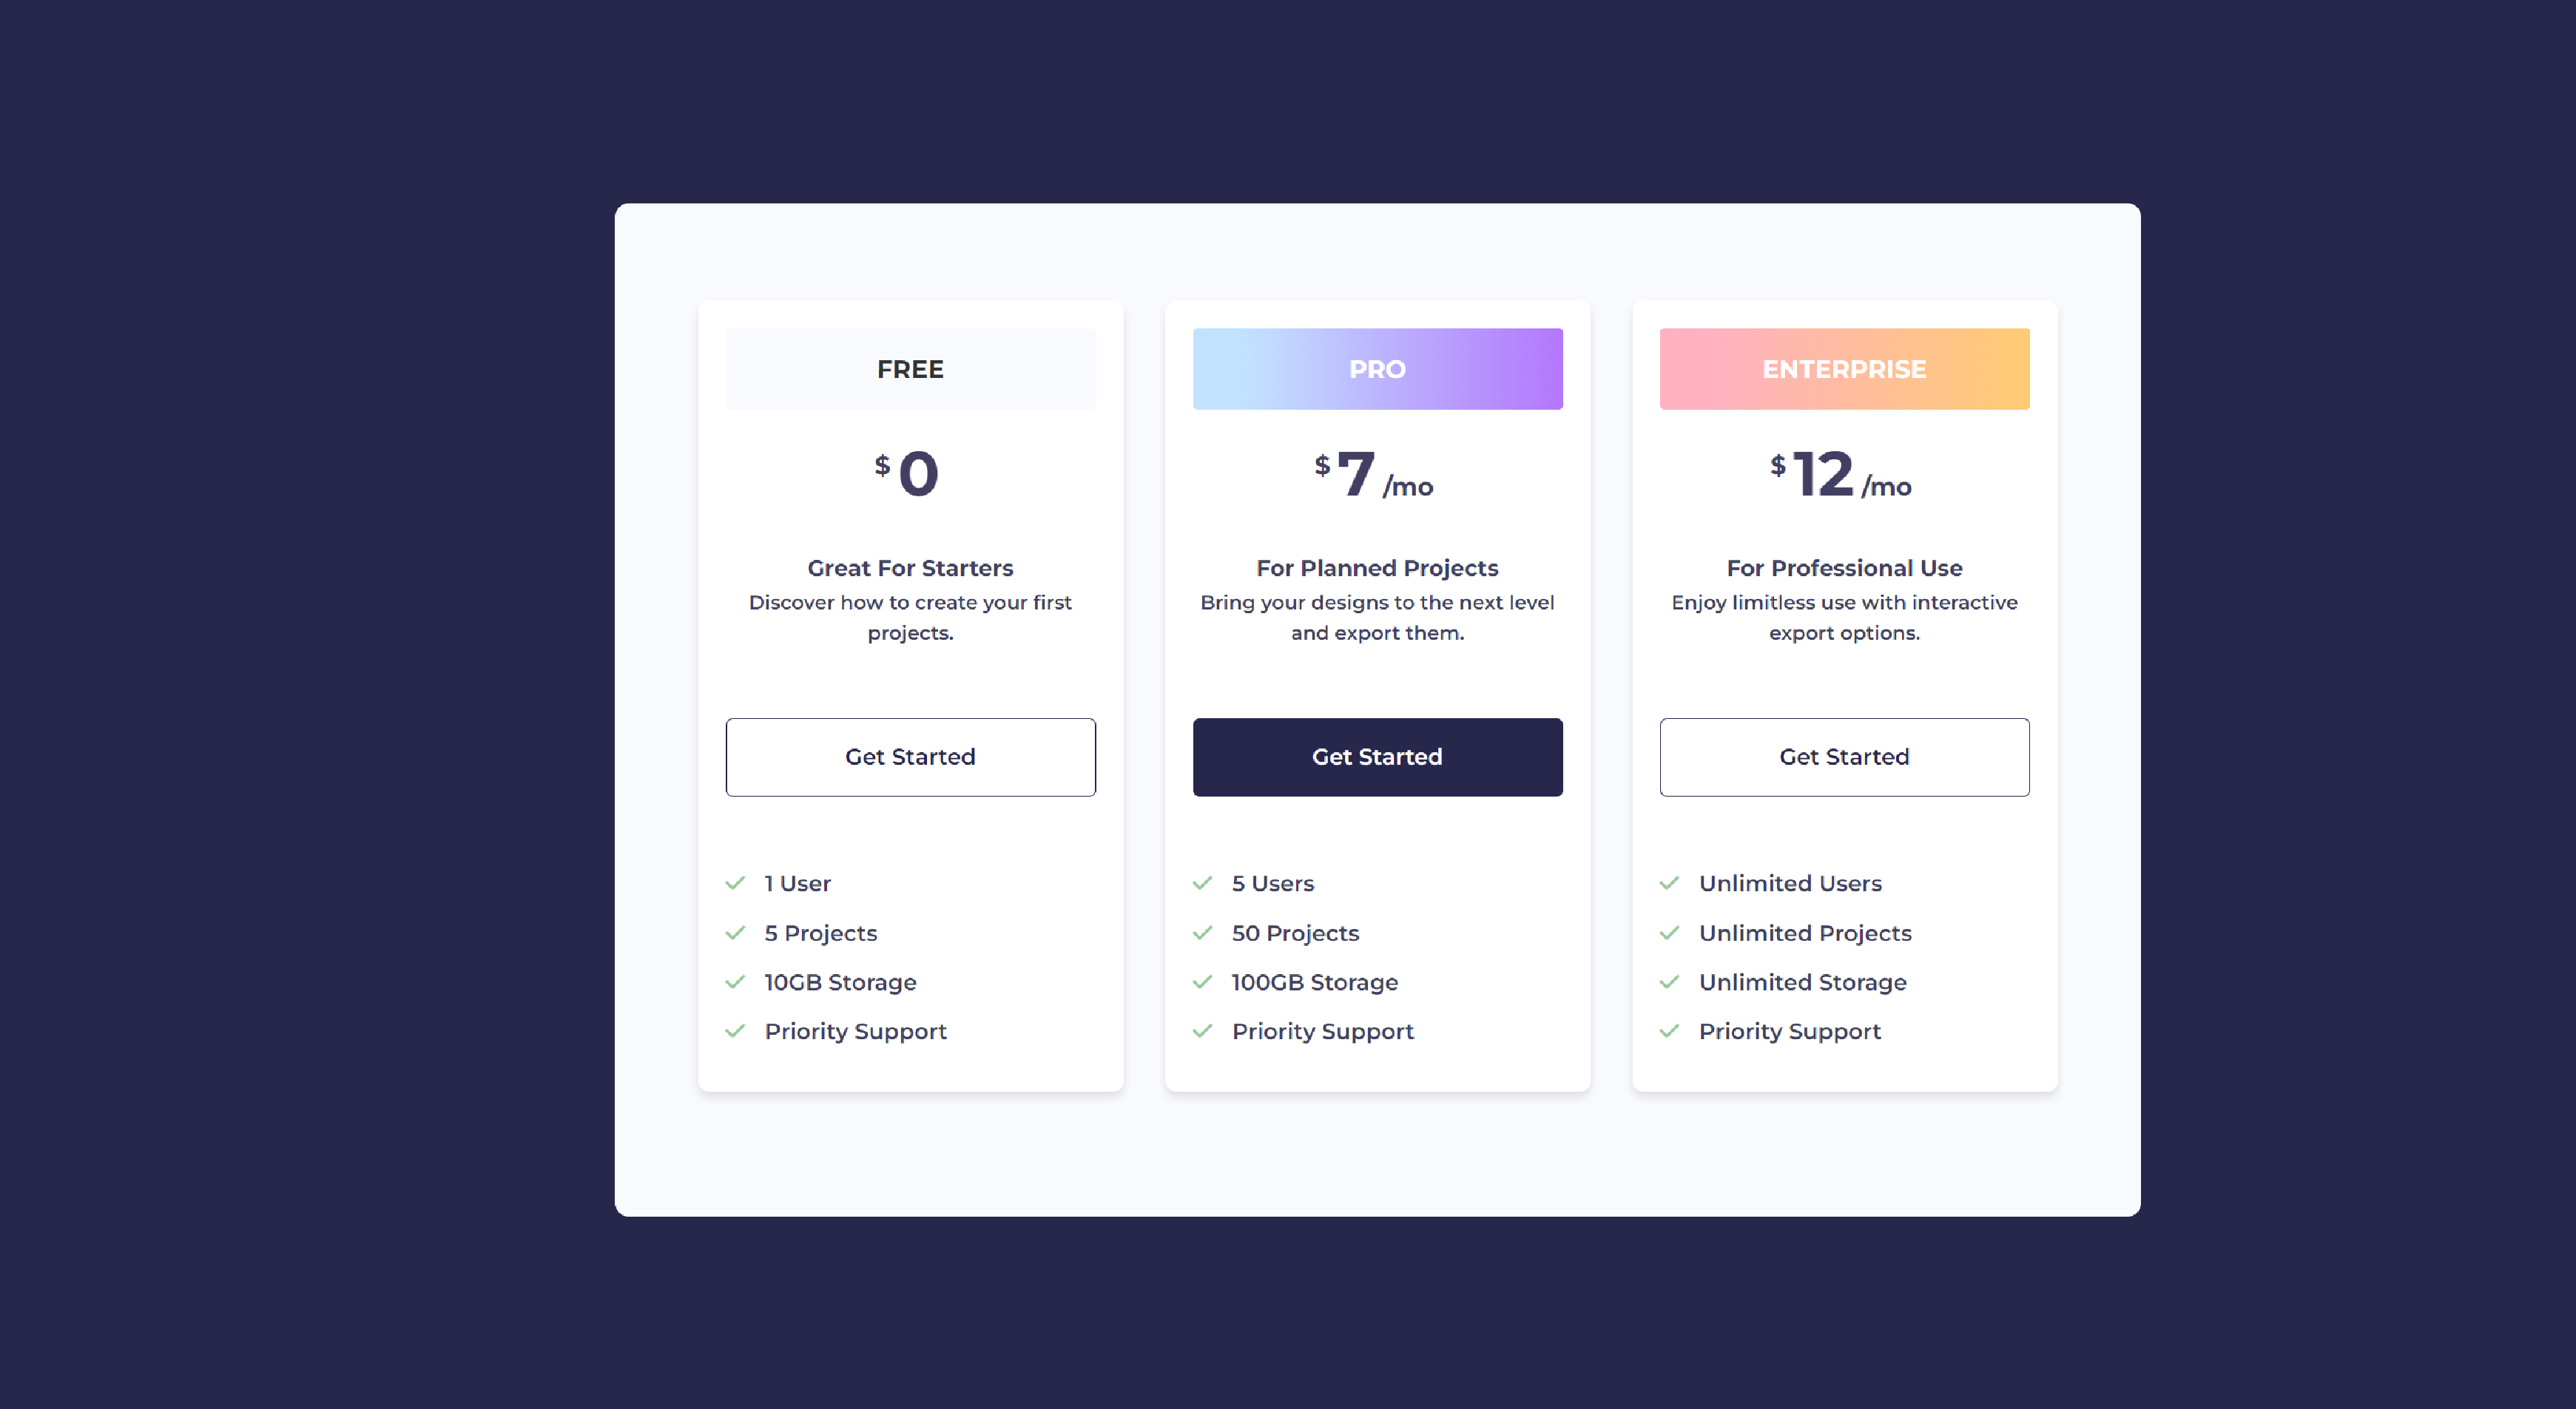 FREE
$ 0
Great For Starters
Discover how to create your first
projects.
Get Started
1 User
5 Projects
10GB Storage
Priority Support
PRO
$ 7 /mo
For Planned Projects
Bring your designs to the next level
and export them.
Get Started
5 Users
50 Projects
100GB Storage
Priority Support
ENTERPRISE
$ 12 /mo
For Professional Use
Enjoy limitless use with interactive
export options.
Get Started
Unlimited Users
Unlimited Projects
Unlimited Storage
Priority Support